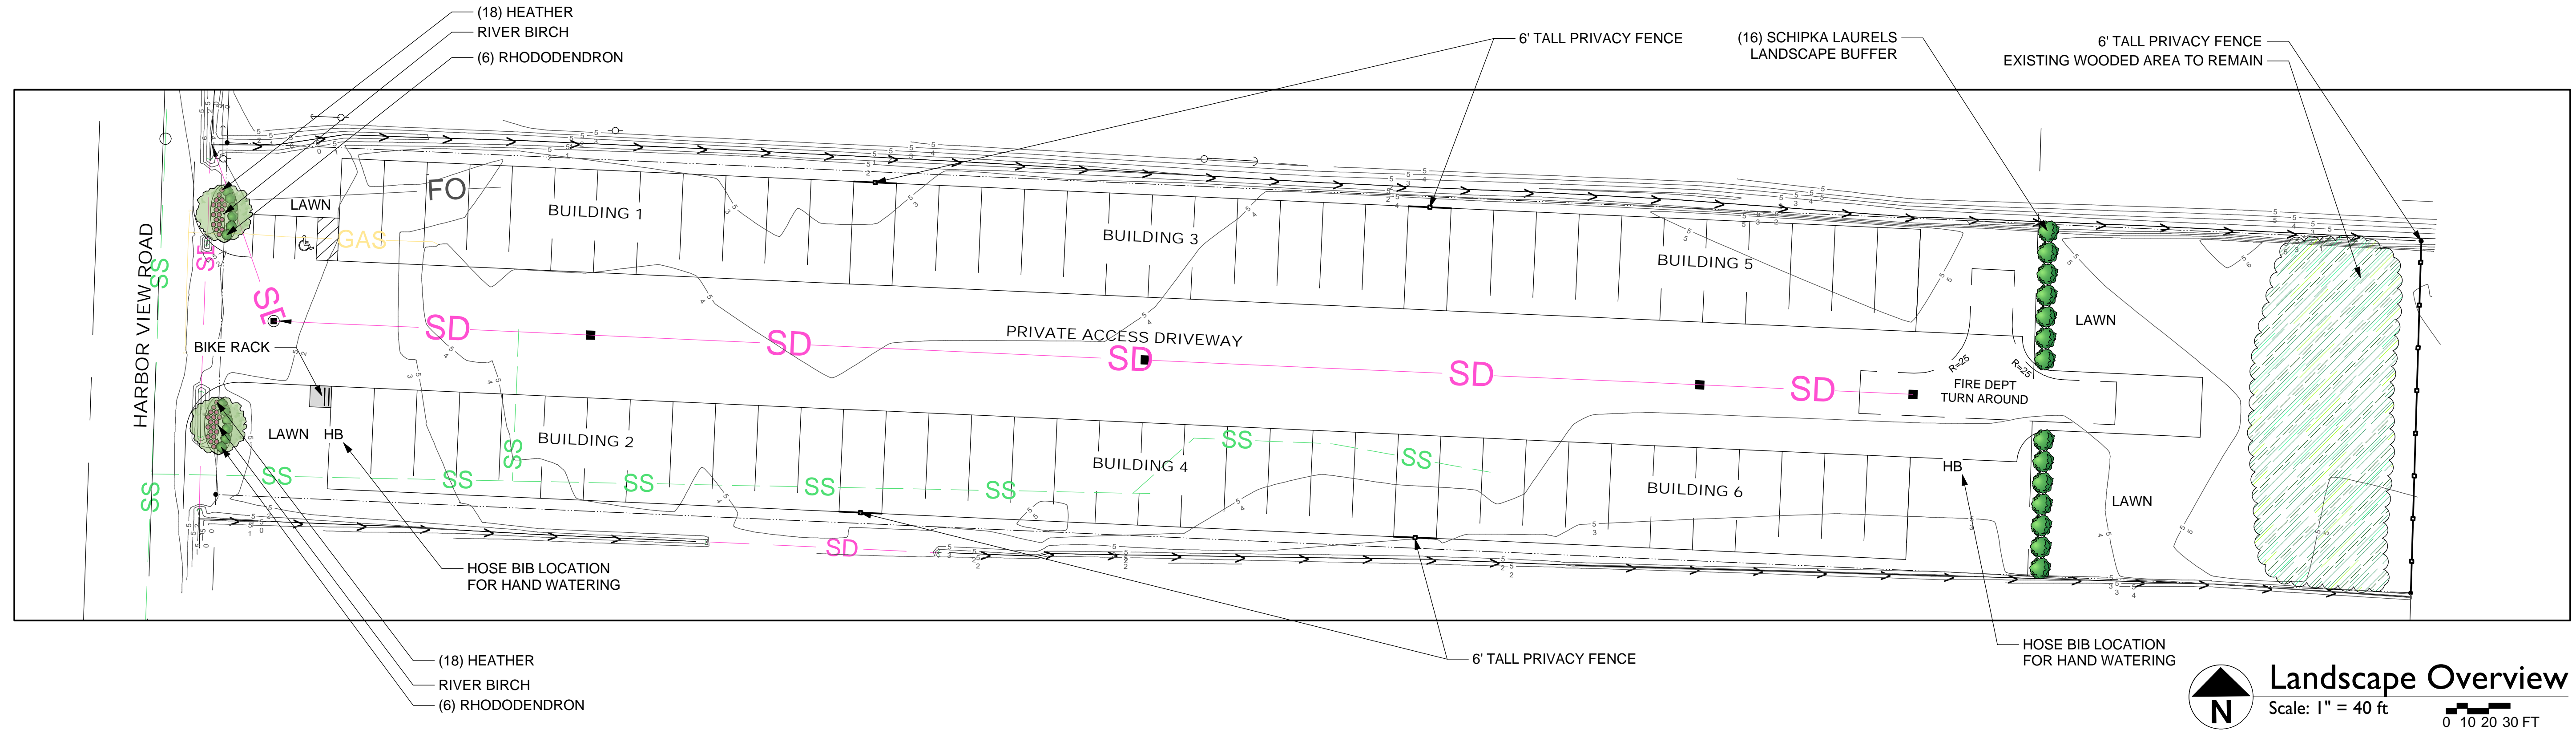 (18) HEATHER
RIVER BIRCH
(6) RHODODENDRON
6' TALL PRIVACY FENCE
(16) SCHIPKA LAURELS
LANDSCAPE BUFFER
6' TALL PRIVACY FENCE
EXISTING WOODED AREA TO REMAIN
HARBOR VIEW ROAD
LAWN
FO
GAS
BUILDING 1
BUILDING 3
BUILDING 5
SS
SD
SD
SD
SD
PRIVATE ACCESS DRIVEWAY
SD
SD
SD
BIKE RACK
R=25
R=25
FIRE DEPT
TURN AROUND
LAWN
LAWN
HB
BUILDING 2
BUILDING 4
BUILDING 6
HB
LAWN
SS
SS
SS
SS
SS
SS
SS
SS
SS
SD
HOSE BIB LOCATION
FOR HAND WATERING
(18) HEATHER
RIVER BIRCH
(6) RHODODENDRON
6' TALL PRIVACY FENCE
HOSE BIB LOCATION
FOR HAND WATERING
N
Landscape Overview
Scale: 1" = 40 ft
0 10 20 30 FT